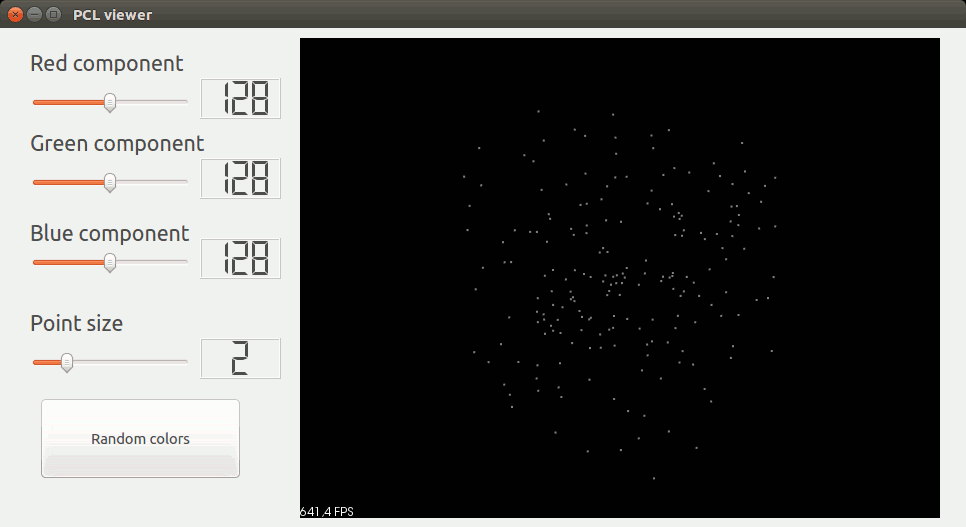 PCL viewer
Red component
128
Green component
128
Blue component
128
Point size
2
Random colors
641,4 FPS